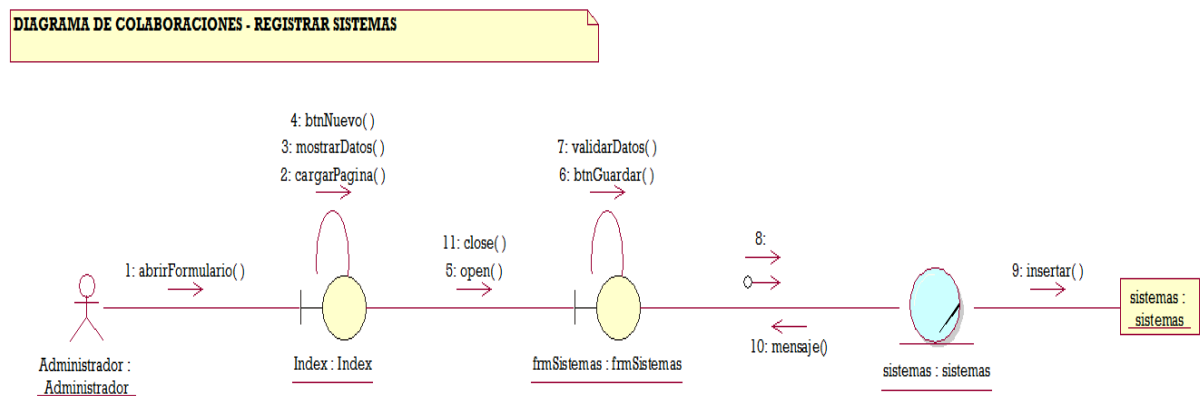 DIAGRAMA DE COLABORACIONES - REGISTRAR SISTEMAS
4: btnNuevo( )
3: mostrarDatos( )
2: cargarPagina( )
7: validarDatos( )
6: btnGuardar( )
1: abrirFormulario( )
11: close( )
5: open( )
8:
9: insertar( )
10: mensaje()
Administrador :
Administrador
Index : Index
frmSistemas : frmSistemas
sistemas : sistemas
sistemas :
sistemas